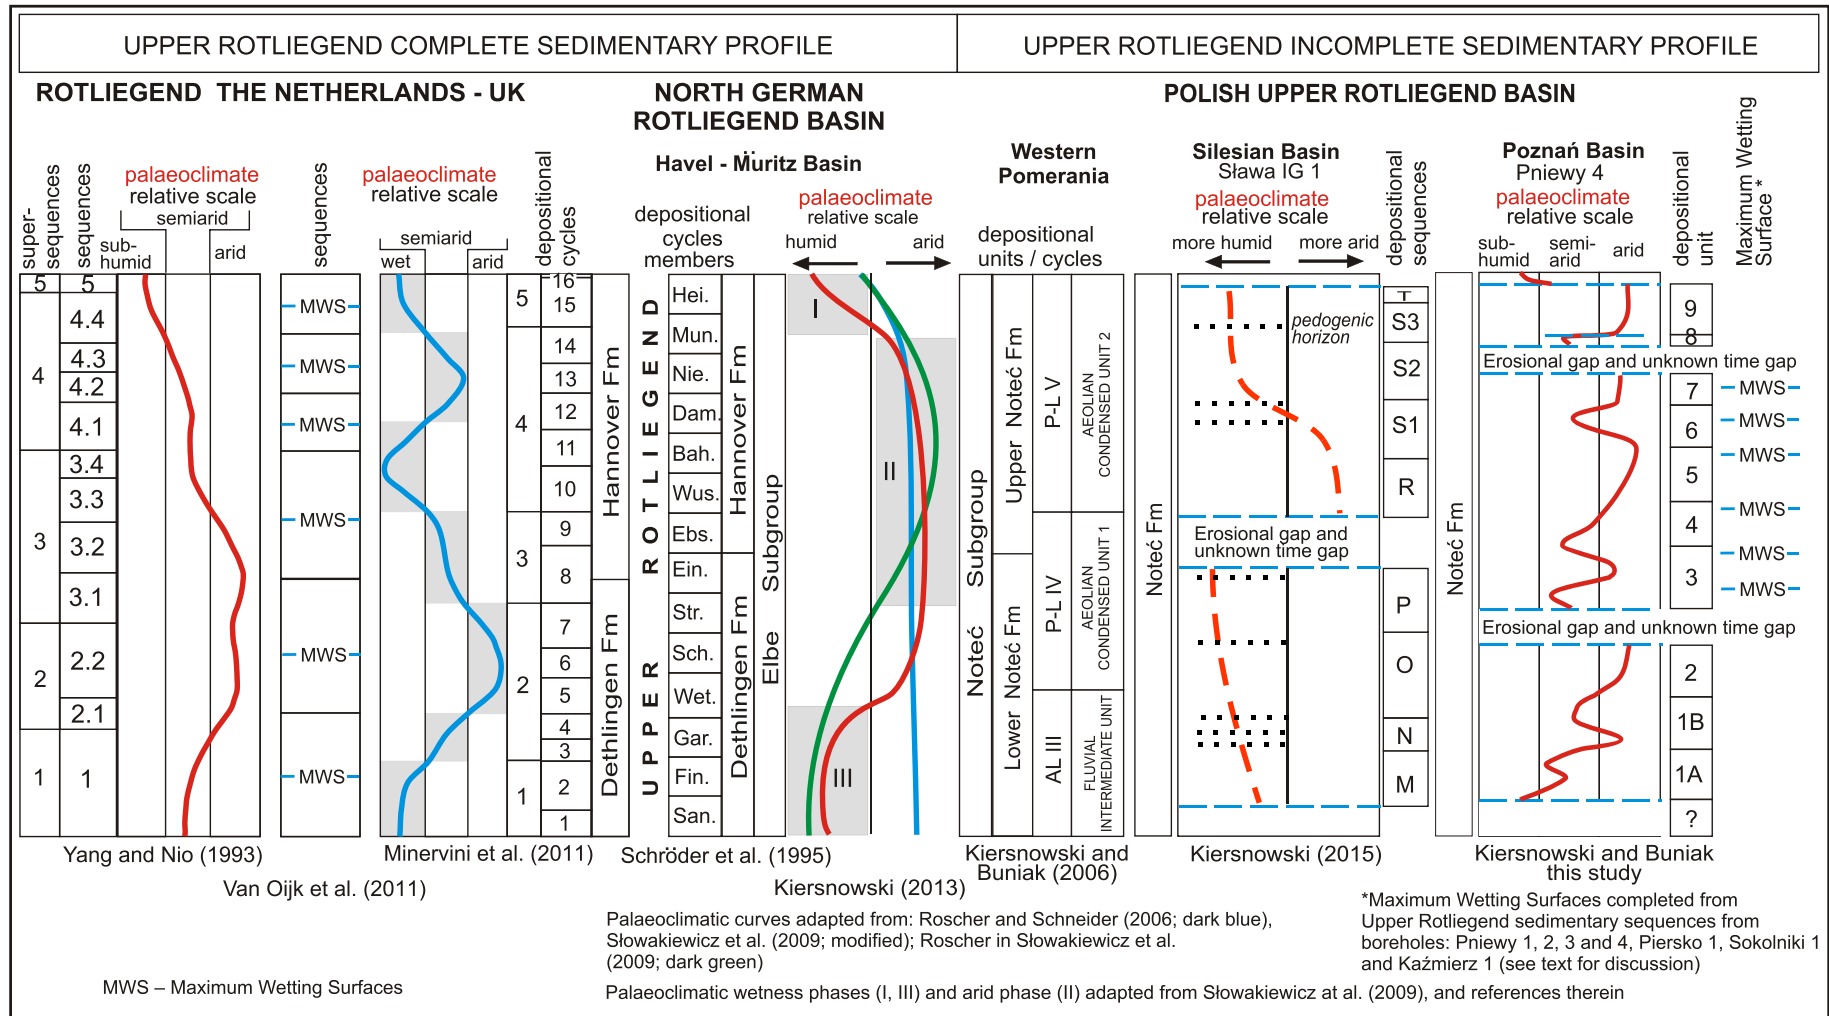 UPPER ROTLIEGEND COMPLETE SEDIMENTARY PROFILE
UPPER ROTLIEGEND INCOMPLETE SEDIMENTARY PROFILE
ROTLIEGEND THE NETHERLANDS - UK
NORTH GERMAN
ROTLIEGEND BASIN
POLISH UPPER ROTLIEGEND BASIN
super-
sequences
sequences
palaeoclimate
relative scale
semiarid
sub-
humid
arid
5
4
3
2
1
5
4.4
4.3
4.2
4.1
3.4
3.3
3.2
3.1
2.2
2.1
1
Yang and Nio (1993)
sequences
MWS
MWS
MWS
MWS
MWS
MWS
Van Oijk et al. (2011)
palaeoclimate
relative scale
semiarid
wet
arid
depositional
cycles
5
4
3
2
1
16
15
14
13
12
11
10
9
8
7
6
5
4
3
2
1
Hannover Fm
Dethlingen Fm
Minervini et al. (2011)
Havel - Müritz Basin
depositional
cycles
members
UPPER ROTLIEGEND
Hei.
Mun.
Nie.
Dam.
Bah.
Wus.
Ebs.
Ein.
Str.
Sch.
Wet.
Gar.
Fin.
San.
Hannover Fm
Dethlingen Fm
Elbe Subgroup
Schröder et al. (1995)
palaeoclimate
relative scale
humid
arid
I
II
III
Kiersnowski (2013)
Western
Pomerania
depositional
units / cycles
Noteć Subgroup
Upper Noteć Fm
Lower Noteć Fm
P-L V
P-L IV
AL III
AEOLIAN
CONDENSED UNIT 2
AEOLIAN
CONDENSED UNIT 1
FLUVIAL
INTERMEDIATE UNIT
Kiersnowski and
Buniak (2006)
Silesian Basin
Sława IG 1
palaeoclimate
relative scale
more humid
more arid
depositional
sequences
Noteć Fm
pedogenic
horizon
Erosional gap and
unknown time gap
T
S3
S2
S1
R
P
O
N
M
Kiersnowski (2015)
Poznań Basin
Pniewy 4
palaeoclimate
relative scale
sub-
humid
semi-
arid
arid
depositional
unit
Maximum Wetting
Surface*
Noteć Fm
9
8
Erosional gap and unknown time gap
7
6
5
4
3
Erosional gap and unknown time gap
2
1B
1A
?
MWS
MWS
MWS
MWS
MWS
MWS
Kiersnowski and Buniak
this study
Palaeoclimatic curves adapted from: Roscher and Schneider (2006; dark blue),
Słowakiewicz et al. (2009; modified); Roscher in Słowakiewicz et al.
(2009; dark green)
*Maximum Wetting Surfaces completed from
Upper Rotliegend sedimentary sequences from
boreholes: Pniewy 1, 2, 3 and 4, Piersko 1, Sokolniki 1
and Kaźmierz 1 (see text for discussion)
MWS – Maximum Wetting Surfaces
Palaeoclimatic wetness phases (I, III) and arid phase (II) adapted from Słowakiewicz at al. (2009), and references therein